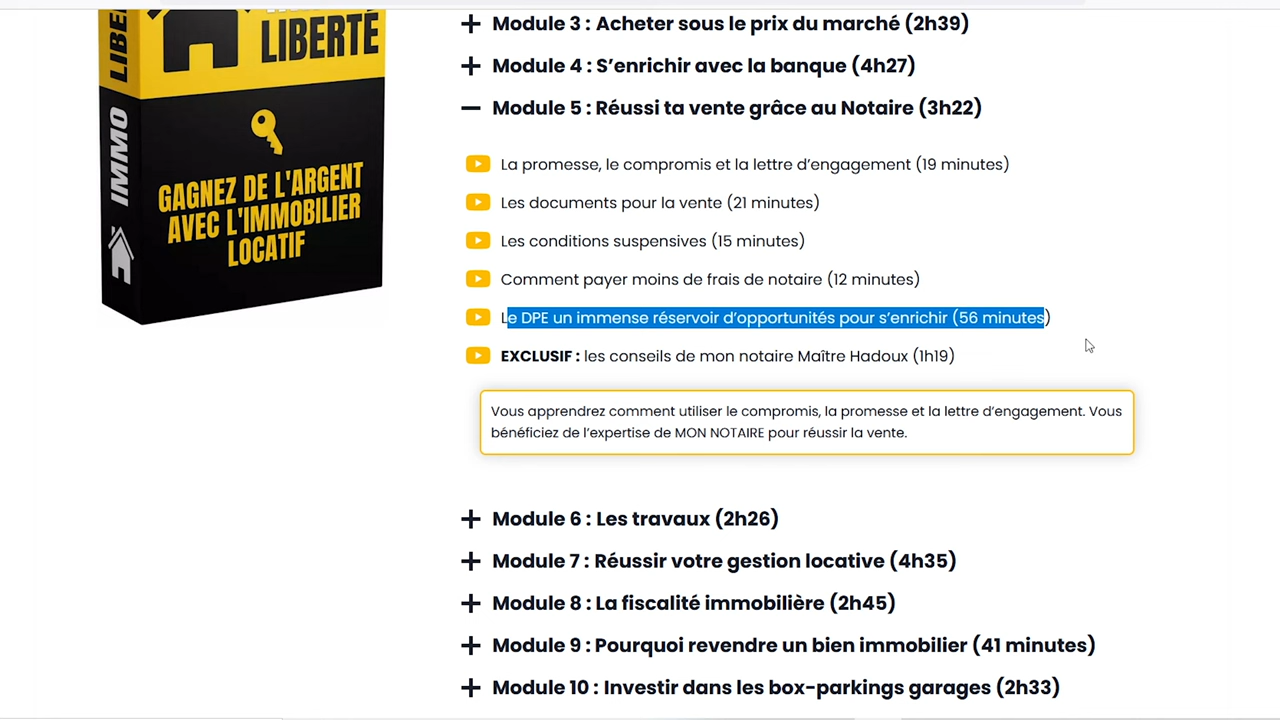 LIBERTÉ
LIBE
IMMO
GAGNEZ DE L'ARGENT
AVEC L'IMMOBILIER
LOCATIF
Module 3 : Acheter sous le prix du marché (2h39)
Module 4 : S’enrichir avec la banque (4h27)
Module 5 : Réussi ta vente grâce au Notaire (3h22)
La promesse, le compromis et la lettre d’engagement (19 minutes)
Les documents pour la vente (21 minutes)
Les conditions suspensives (15 minutes)
Comment payer moins de frais de notaire (12 minutes)
Le DPE un immense réservoir d’opportunités pour s’enrichir (56 minutes)
EXCLUSIF : les conseils de mon notaire Maître Hadoux (1h19)
Vous apprendrez comment utiliser le compromis, la promesse et la lettre d’engagement. Vous
bénéficiez de l’expertise de MON NOTAIRE pour réussir la vente.
Module 6 : Les travaux (2h26)
Module 7 : Réussir votre gestion locative (4h35)
Module 8 : La fiscalité immobilière (2h45)
Module 9 : Pourquoi revendre un bien immobilier (41 minutes)
Module 10 : Investir dans les box-parkings garages (2h33)